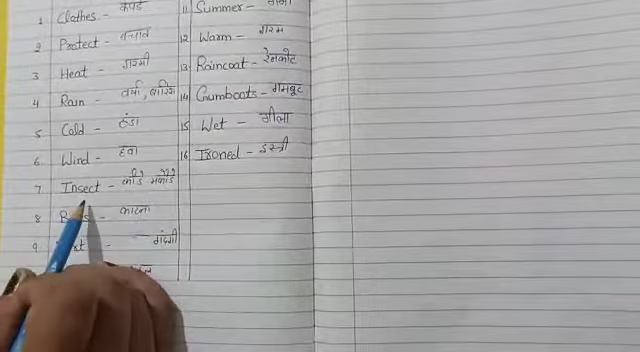 1 Clothes - कपडे
2 Protect - बचाव
3 Heat - गरमी
4 Rain - वर्षा, बारिश
5 Cold - ठंडा
6 Wind - हवा
7 Insect - कीडे मकोडे
8 - काटना
9 - गंदगी
11 Summer -
12 Warm - गरम
13 Raincoat - रेनकोट
14 Gumboots - गमबूट
15 Wet - गीला
16 Ironed - इस्त्री